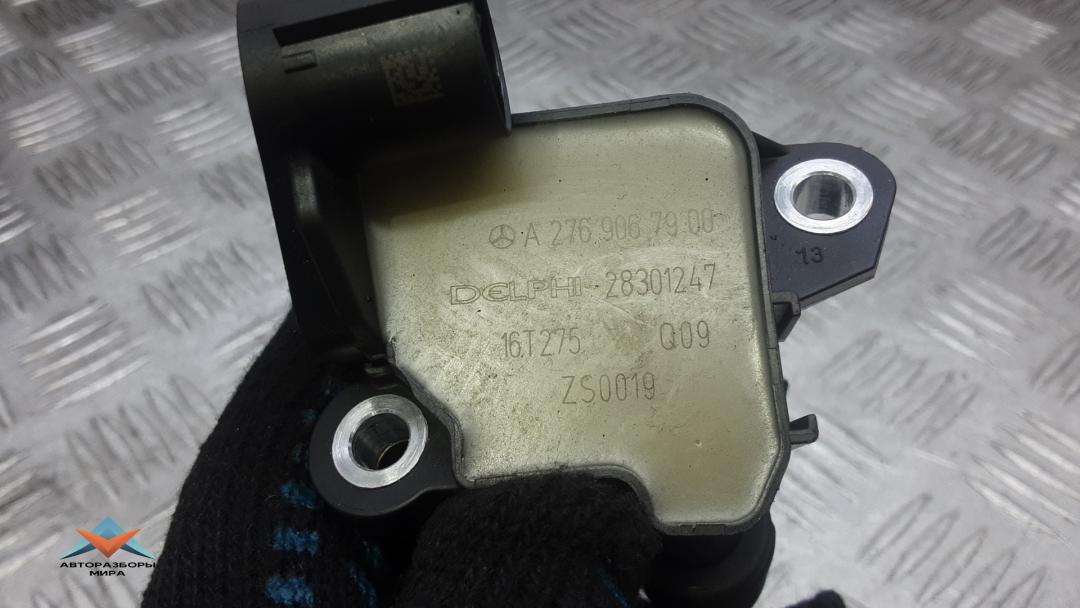 A 276 906 79 00
DELPHI 28301247
16T275 Q09
ZS0019
13
АВТОРАЗБОРЫ
МИРА